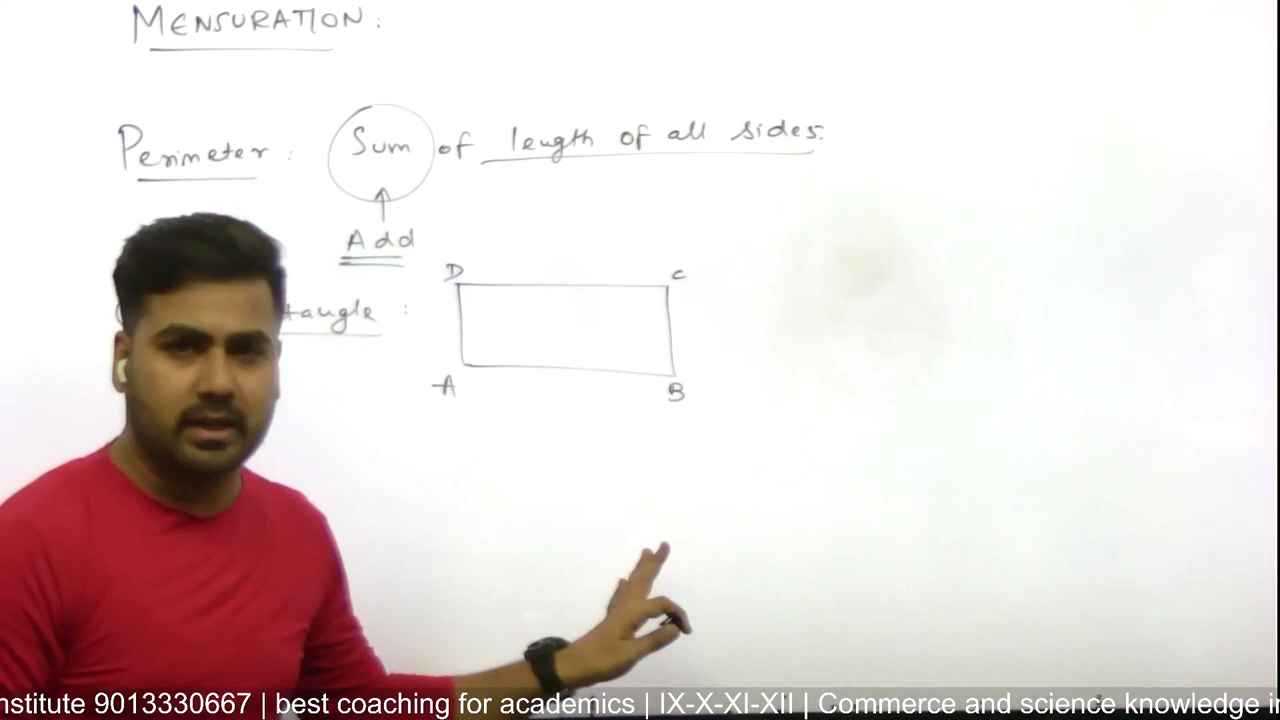 MENSURATION:
Perimeter: Sum of length of all sides.
Add
D C
tangle :
A B
nstitute 9013330667 | best coaching for academics | IX-X-XI-XII | Commerce and science knowledge i